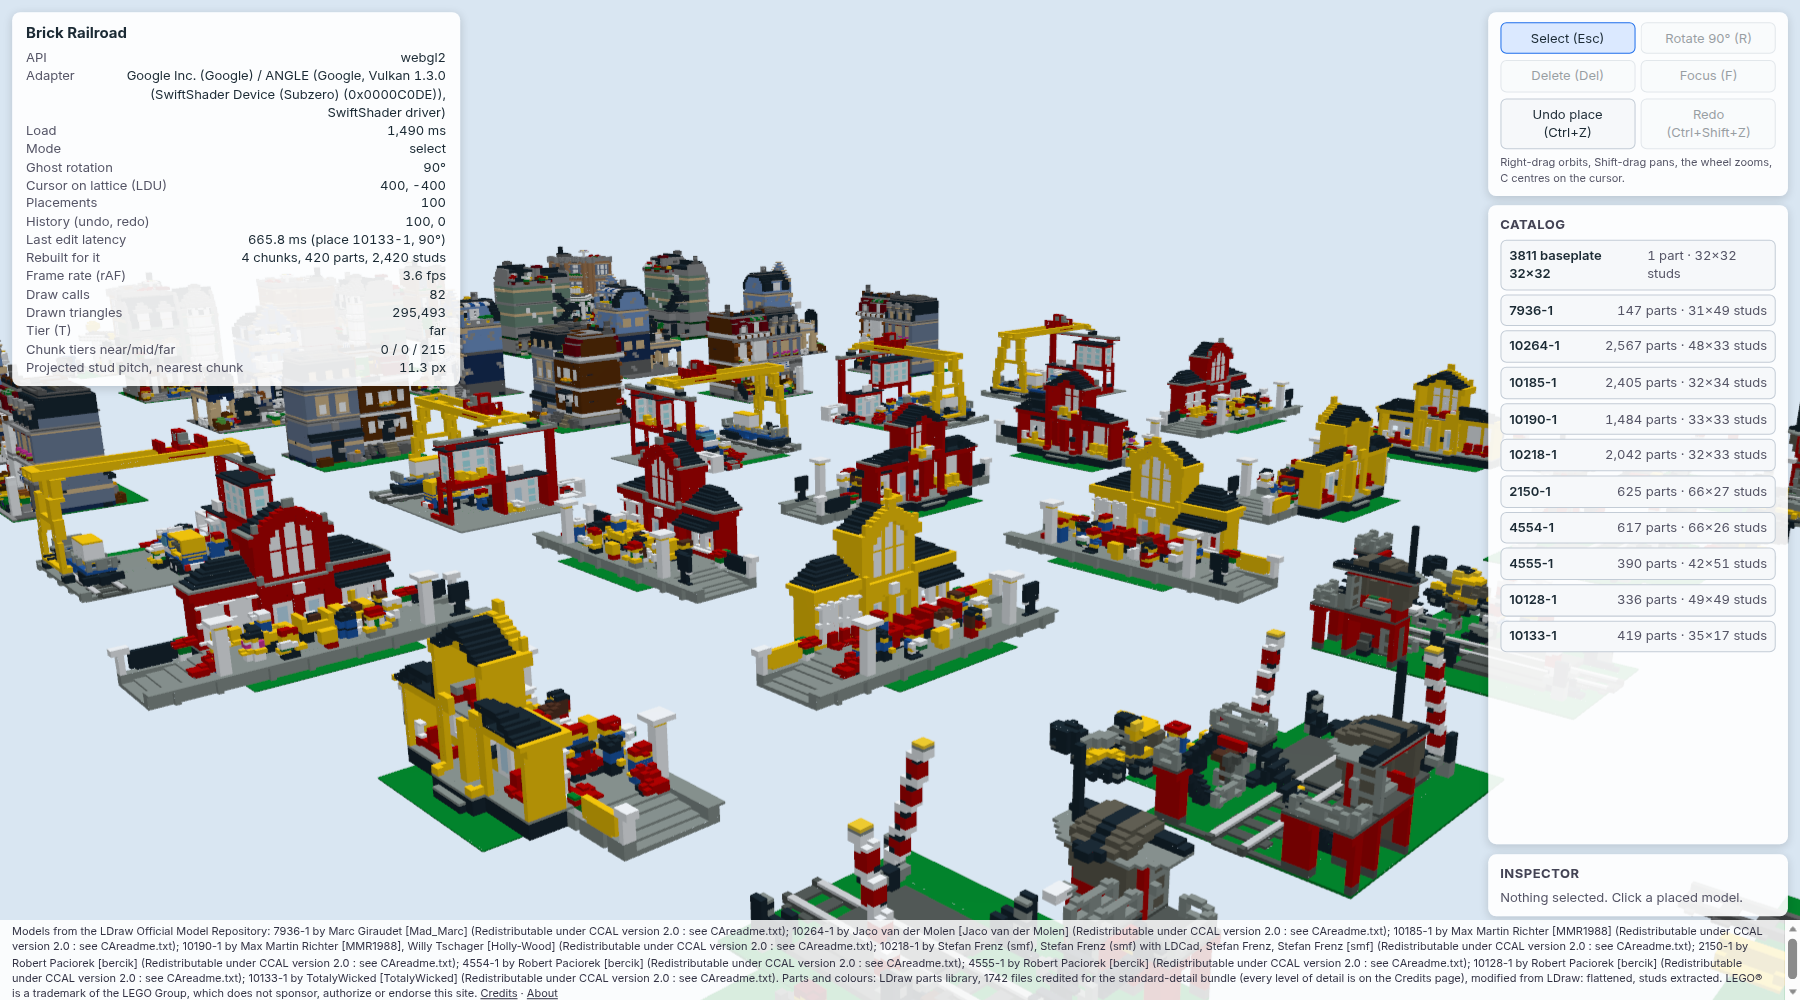 Brick Railroad
API webgl2
Adapter Google Inc. (Google) / ANGLE (Google, Vulkan 1.3.0
(SwiftShader Device (Subzero) (0x0000C0DE)),
SwiftShader driver)
Load 1,490 ms
Mode select
Ghost rotation 90°
Cursor on lattice (LDU) 400, -400
Placements 100
History (undo, redo) 100, 0
Last edit latency 665.8 ms (place 10133-1, 90°)
Rebuilt for it 4 chunks, 420 parts, 2,420 studs
Frame rate (rAF) 3.6 fps
Draw calls 82
Drawn triangles 295,493
Tier (T) far
Chunk tiers near/mid/far 0 / 0 / 215
Projected stud pitch, nearest chunk 11.3 px
Select (Esc) Rotate 90° (R)
Delete (Del) Focus (F)
Undo place (Ctrl+Z) Redo (Ctrl+Shift+Z)
Right-drag orbits, Shift-drag pans, the wheel zooms,
C centres on the cursor.
CATALOG
3811 baseplate 32×32 1 part · 32×32 studs
7936-1 147 parts · 31×49 studs
10264-1 2,567 parts · 48×33 studs
10185-1 2,405 parts · 32×34 studs
10190-1 1,484 parts · 33×33 studs
10218-1 2,042 parts · 32×33 studs
2150-1 625 parts · 66×27 studs
4554-1 617 parts · 66×26 studs
4555-1 390 parts · 42×51 studs
10128-1 336 parts · 49×49 studs
10133-1 419 parts · 35×17 studs
INSPECTOR
Nothing selected. Click a placed model.
Models from the LDraw Official Model Repository: 7936-1 by Marc Giraudet [Mad_Marc] (Redistributable under CCAL version 2.0 : see CAreadme.txt); 10264-1 by Jaco van der Molen [Jaco van der Molen] (Redistributable under CCAL version 2.0 : see CAreadme.txt); 10185-1 by Max Martin Richter [MMR1988] (Redistributable under CCAL
version 2.0 : see CAreadme.txt); 10190-1 by Max Martin Richter [MMR1988], Willy Tschager [Holly-Wood] (Redistributable under CCAL version 2.0 : see CAreadme.txt); 10218-1 by Stefan Frenz (smf), Stefan Frenz (smf) with LDCad, Stefan Frenz, Stefan Frenz [smf] (Redistributable under CCAL version 2.0 : see CAreadme.txt); 2150-1 by
Robert Paciorek [bercik] (Redistributable under CCAL version 2.0 : see CAreadme.txt); 4554-1 by Robert Paciorek [bercik] (Redistributable under CCAL version 2.0 : see CAreadme.txt); 4555-1 by Robert Paciorek [bercik] (Redistributable under CCAL version 2.0 : see CAreadme.txt); 10128-1 by Robert Paciorek [bercik] (Redistributable
under CCAL version 2.0 : see CAreadme.txt); 10133-1 by TotalyWicked [TotalyWicked] (Redistributable under CCAL version 2.0 : see CAreadme.txt). Parts and colours: LDraw parts library, 1742 files credited for the standard-detail bundle (every level of detail is on the Credits page), modified from LDraw: flattened, studs extracted. LEGO®
is a trademark of the LEGO Group, which does not sponsor, authorize or endorse this site. Credits · About